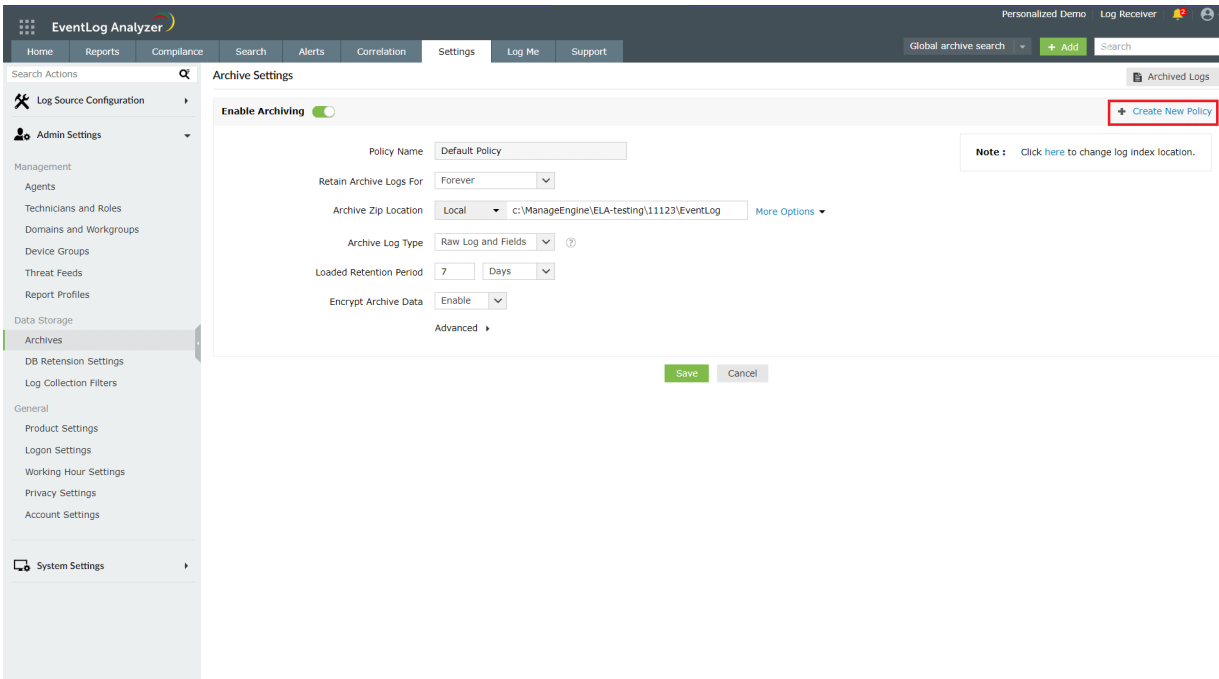 Personalized Demo Log Receiver 2
EventLog Analyzer
Home Reports Compilance Search Alerts Correlation Settings Log Me Support Global archive search + Add Search
Search Actions
Archive Settings
Archived Logs
Log Source Configuration
Enable Archiving
+ Create New Policy
Admin Settings
Policy Name Default Policy
Note : Click here to change log index location.
Management
Retain Archive Logs For Forever
Agents
Technicians and Roles
Archive Zip Location Local c:\ManageEngine\ELA-testing\11123\EventLog More Options
Domains and Workgroups
Archive Log Type Raw Log and Fields ?
Device Groups
Threat Feeds
Loaded Retention Period 7 Days
Report Profiles
Encrypt Archive Data Enable
Data Storage
Advanced
Archives
DB Retension Settings
Log Collection Filters
Save Cancel
General
Product Settings
Logon Settings
Working Hour Settings
Privacy Settings
Account Settings
System Settings